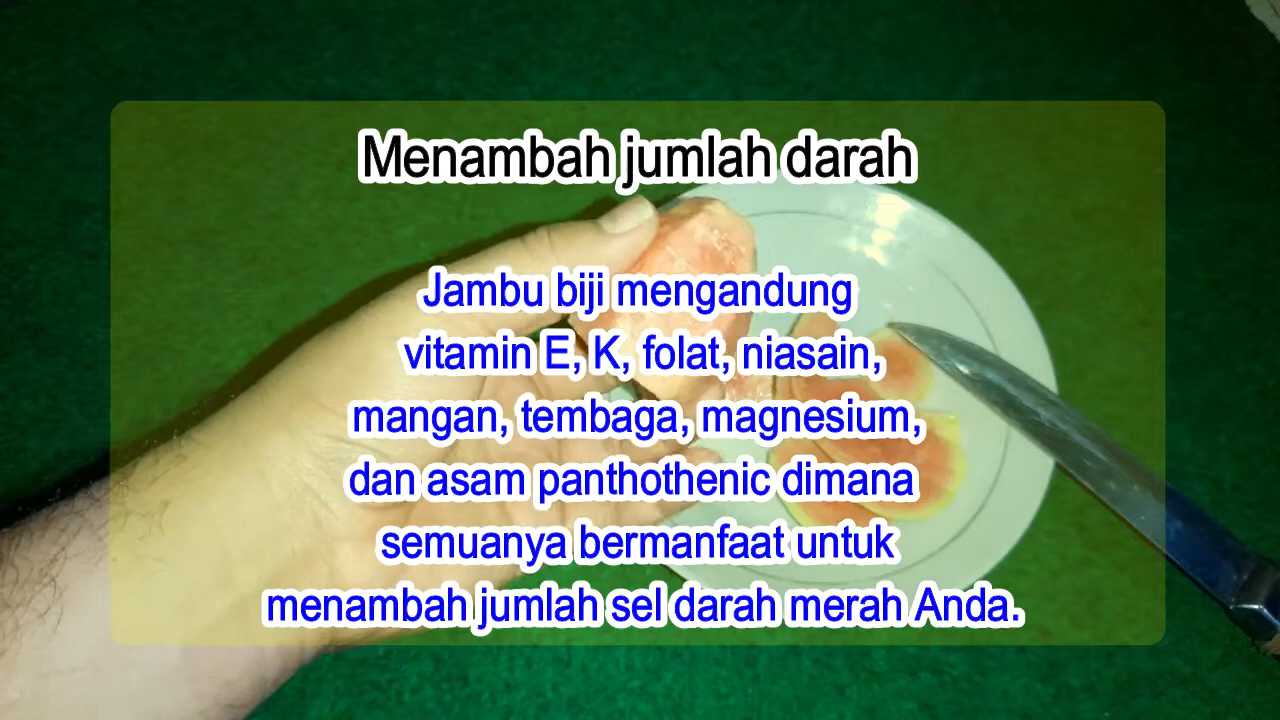 Menambah jumlah darah
Jambu biji mengandung
vitamin E, K, folat, niasain,
mangan, tembaga, magnesium,
dan asam panthothenic dimana
semuanya bermanfaat untuk
menambah jumlah sel darah merah Anda.